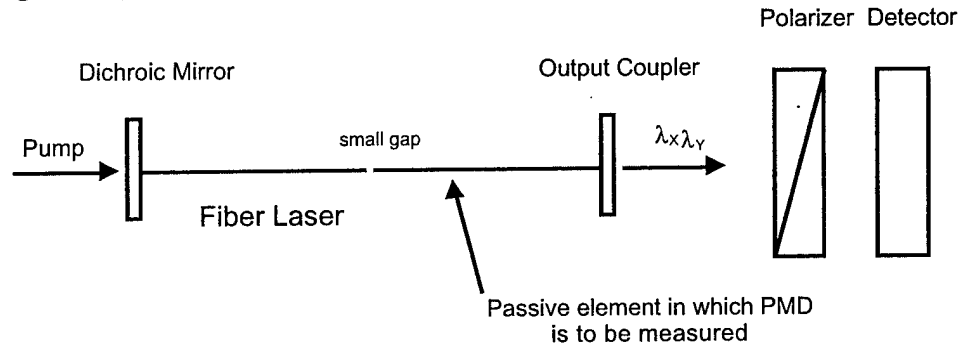 Polarizer Detector
Dichroic Mirror
Output Coupler
Pump
small gap
λXλY
Fiber Laser
Passive element in which PMD
is to be measured